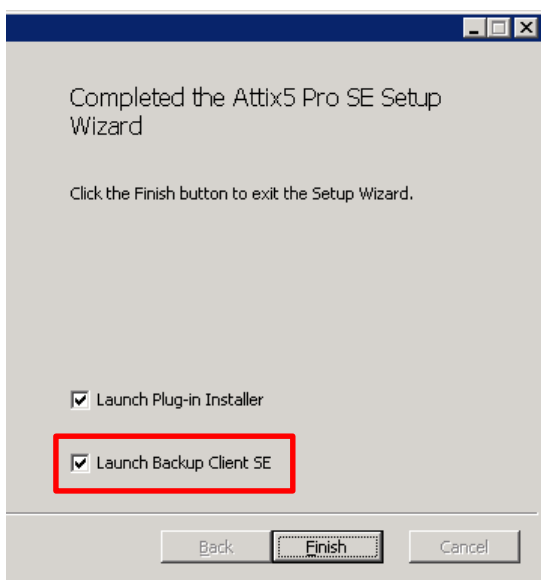 Completed the Attix5 Pro SE Setup
Wizard
Click the Finish button to exit the Setup Wizard.
Launch Plug-in Installer
Launch Backup Client SE
Back Finish Cancel